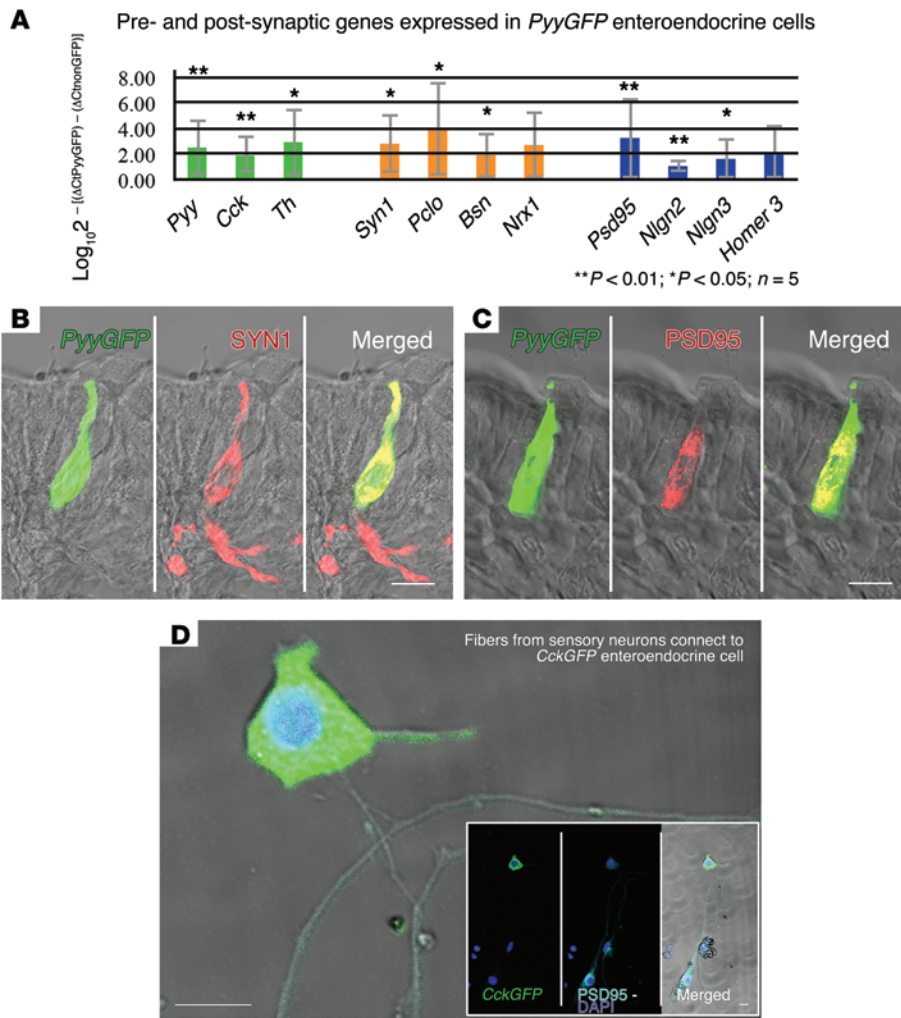 A
Pre- and post-synaptic genes expressed in PyyGFP enteroendocrine cells
Log₁₀2 ⁻ [(ΔCtPyyGFP) – (ΔCtnonGFP)]
8.00
6.00
4.00
2.00
0.00
** ** * * * * ** ** *
Pyy Cck Th Syn1 Pclo Bsn Nrx1 Psd95 Nlgn2 Nlgn3 Homer 3
**P < 0.01; *P < 0.05; n = 5
B
PyyGFP SYN1 Merged
C
PyyGFP PSD95 Merged
D
Fibers from sensory neurons connect to
CckGFP enteroendocrine cell
CckGFP PSD95 - Merged
DAPI